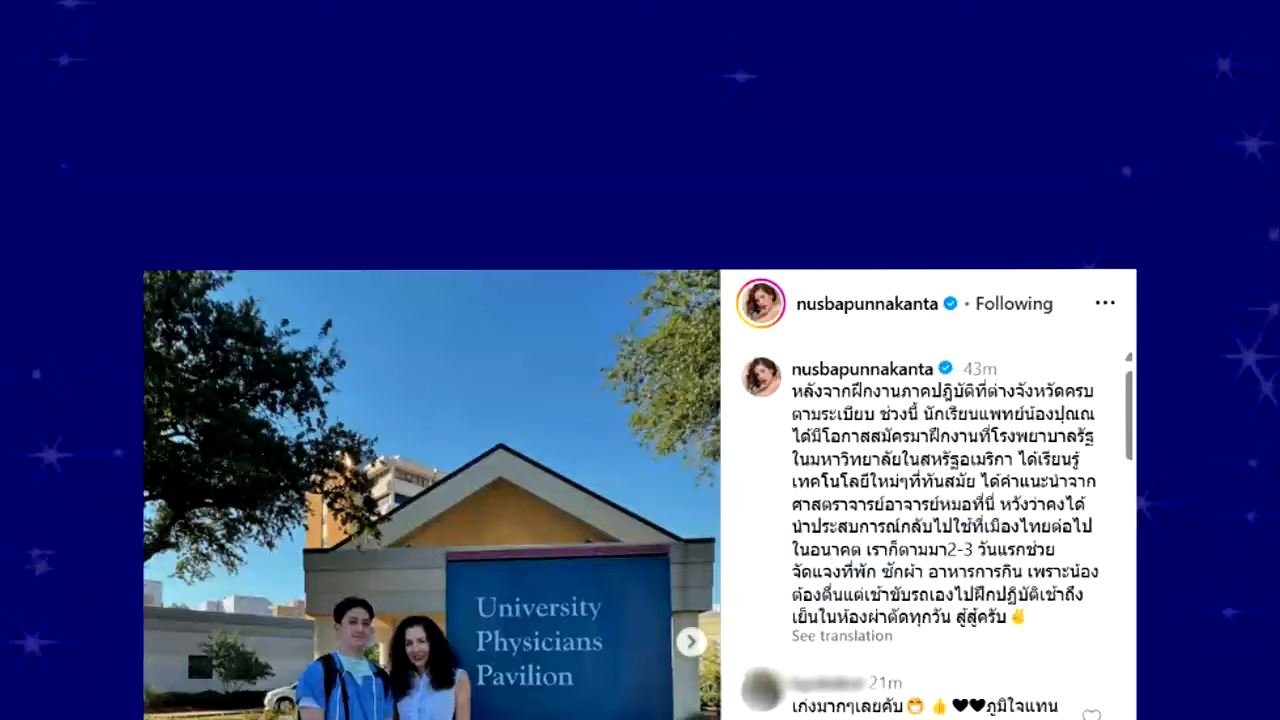 University
Physicians
Pavilion
nusbapunnakanta • Following
nusbapunnakanta 43m
หลังจากฝึกงานภาคปฎิบัติที่ต่างจังหวัดครบ
ตามระเบียบ ช่วงนี้ นักเรียนแพทย์น้องปุณณ
ได้มีโอกาสสมัครมาฝึกงานที่โรงพยาบาลรัฐ
ในมหาวิทยาลัยในสหรัฐอเมริกา ได้เรียนรู้
เทคโนโลยีใหม่ๆที่ทันสมัย ได้คำแนะนำจาก
ศาสตราจารย์อาจารย์หมอที่นี่ หวังว่าคงได้
นำประสบการณ์กลับไปใช้ที่เมืองไทยต่อไป
ในอนาคต เราก็ตามมา2-3 วันแรกช่วย
จัดแจงที่พัก ซักผ้า อาหารการกิน เพราะน้อง
ต้องตื่นแต่เช้าขับรถเองไปฝึกปฏิบัติเช้าถึง
เย็นในห้องผ่าตัดทุกวัน สู้สู้ครับ ✌
See translation
21m
เก่งมากๆเลยคับ😁 👍 🖤🖤ภูมิใจแทน